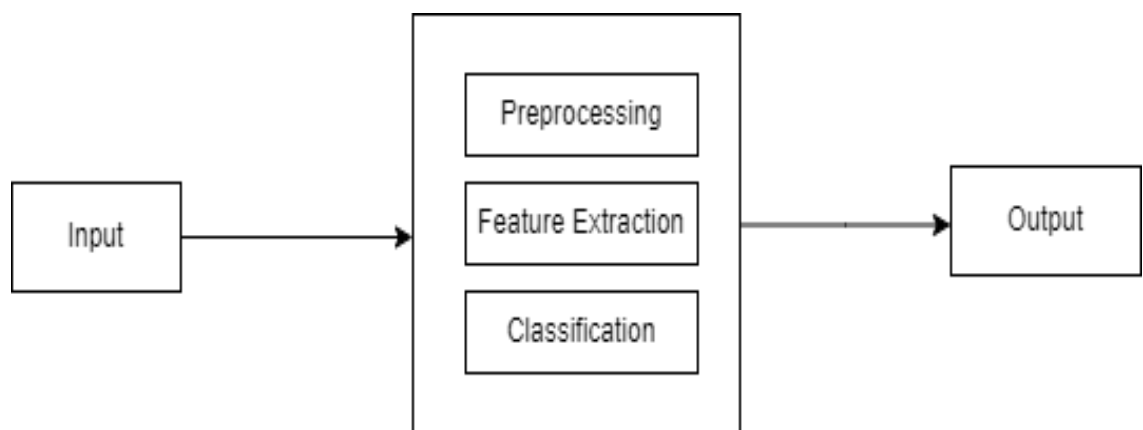 Input
Preprocessing
Feature Extraction
Classification
Output